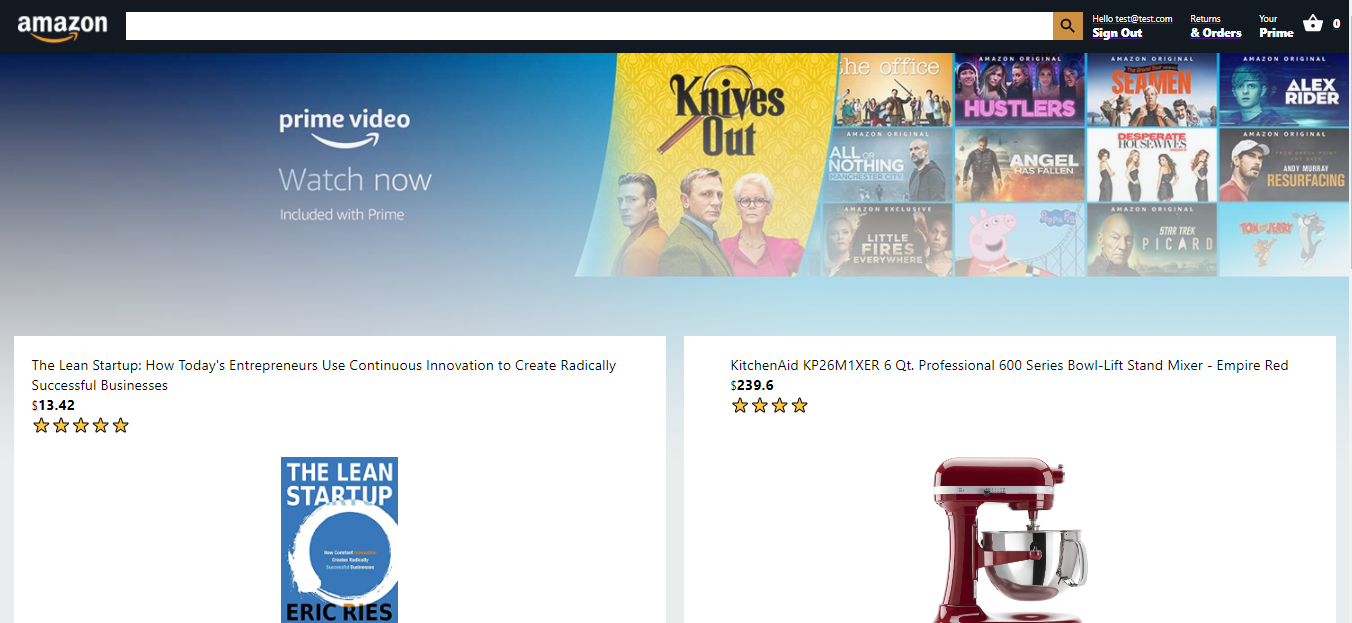 amazon
Hello test@test.com
Sign Out
Returns
& Orders
Your
Prime
0
prime video
Watch now
Included with Prime
Knives
Out
the office
AMAZON ORIGINAL
HUSTLERS
AMAZON ORIGINAL
The Grand Tour
SEAMEN
AMAZON ORIGINAL
ALEX
RIDER
AMAZON ORIGINAL
ALL OR
NOTHING
MANCHESTER CITY
ANGEL
HAS FALLEN
DESPERATE
HOUSEWIVES
AMAZON ORIGINAL
ANDY MURRAY
RESURFACING
AMAZON EXCLUSIVE
LITTLE
FIRES
EVERYWHERE
Peppa Pig
AMAZON ORIGINAL
STAR TREK
PICARD
TOM AND JERRY
The Lean Startup: How Today's Entrepreneurs Use Continuous Innovation to Create Radically
Successful Businesses
$13.42
THE LEAN
STARTUP
How Constant Innovation
Creates Radically
Successful Businesses
ERIC RIES
KitchenAid KP26M1XER 6 Qt. Professional 600 Series Bowl-Lift Stand Mixer - Empire Red
$239.6